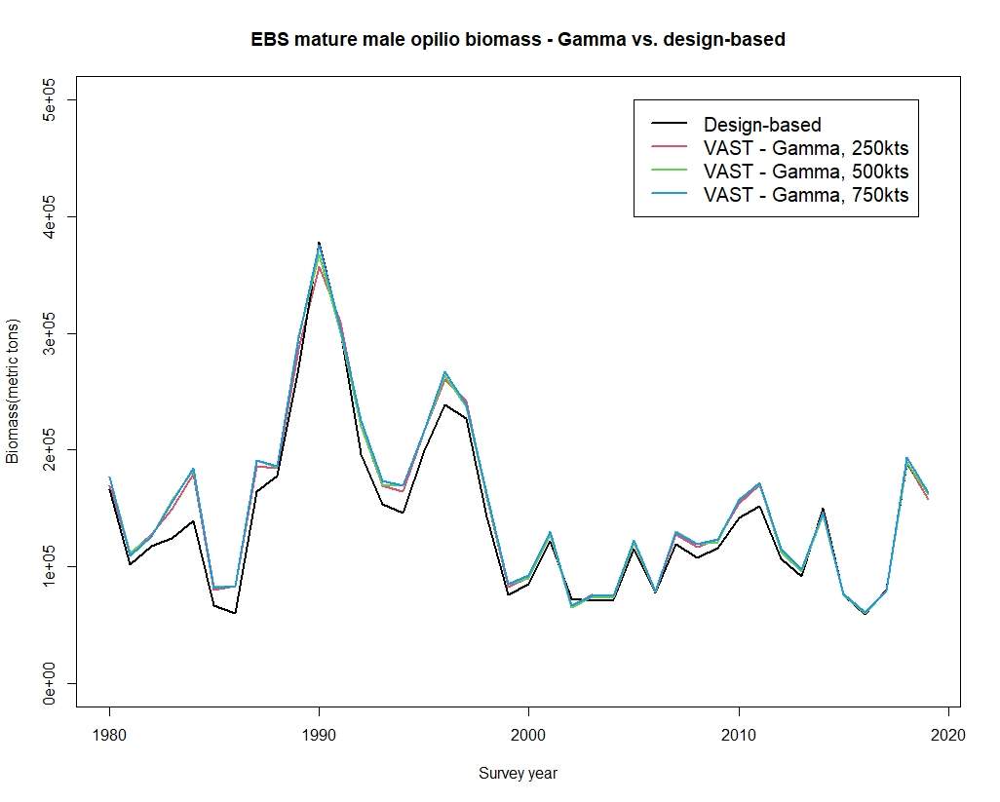 EBS mature male opilio biomass - Gamma vs. design-based
Design-based
VAST - Gamma, 250kts
VAST - Gamma, 500kts
VAST - Gamma, 750kts
Biomass(metric tons)
5e+05
4e+05
3e+05
2e+05
1e+05
0e+00
1980 1990 2000 2010 2020
Survey year